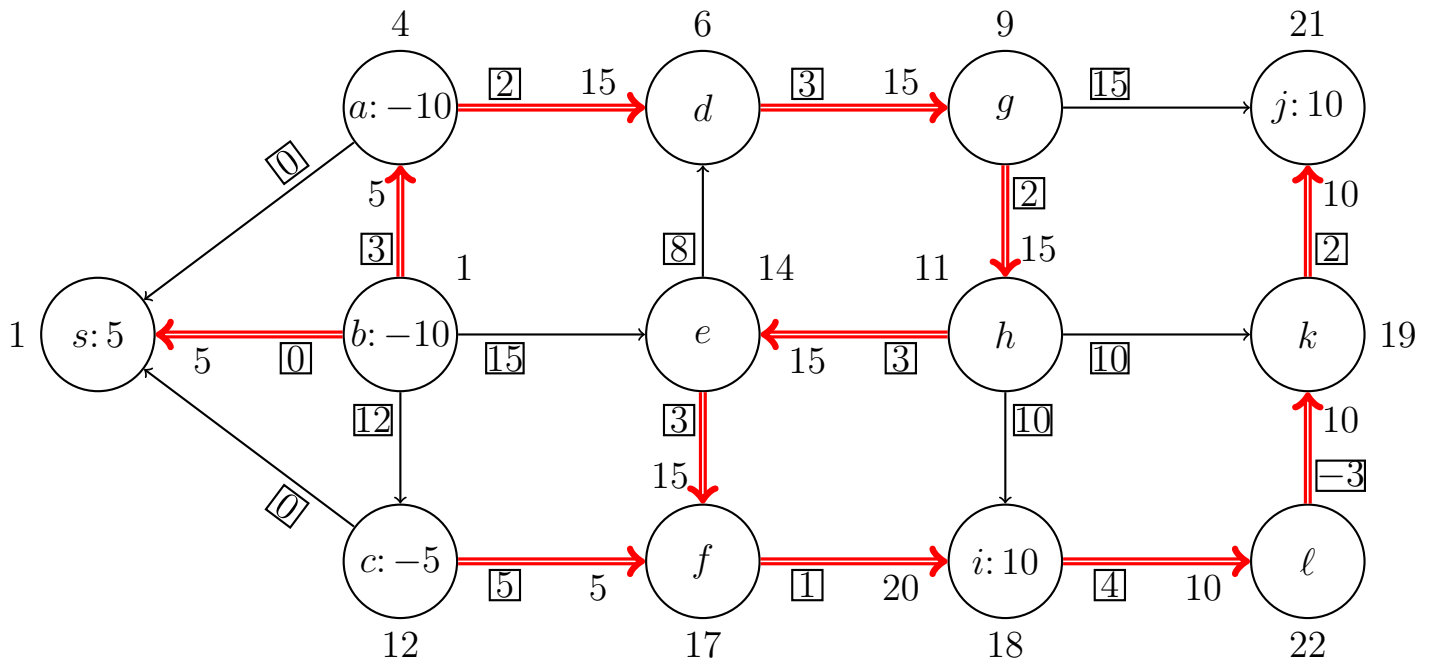 4 6 9 21
a: −10 2 15 d 3 15 g 15 j: 10
0 5 2 10
3 1 8 14 11 15 2
1 s: 5 5 0 b: −10 15 e 15 3 h 10 k 19
12 3 10 10
0 15 −3
c: −5 5 5 f 1 20 i: 10 4 10 ℓ
12 17 18 22